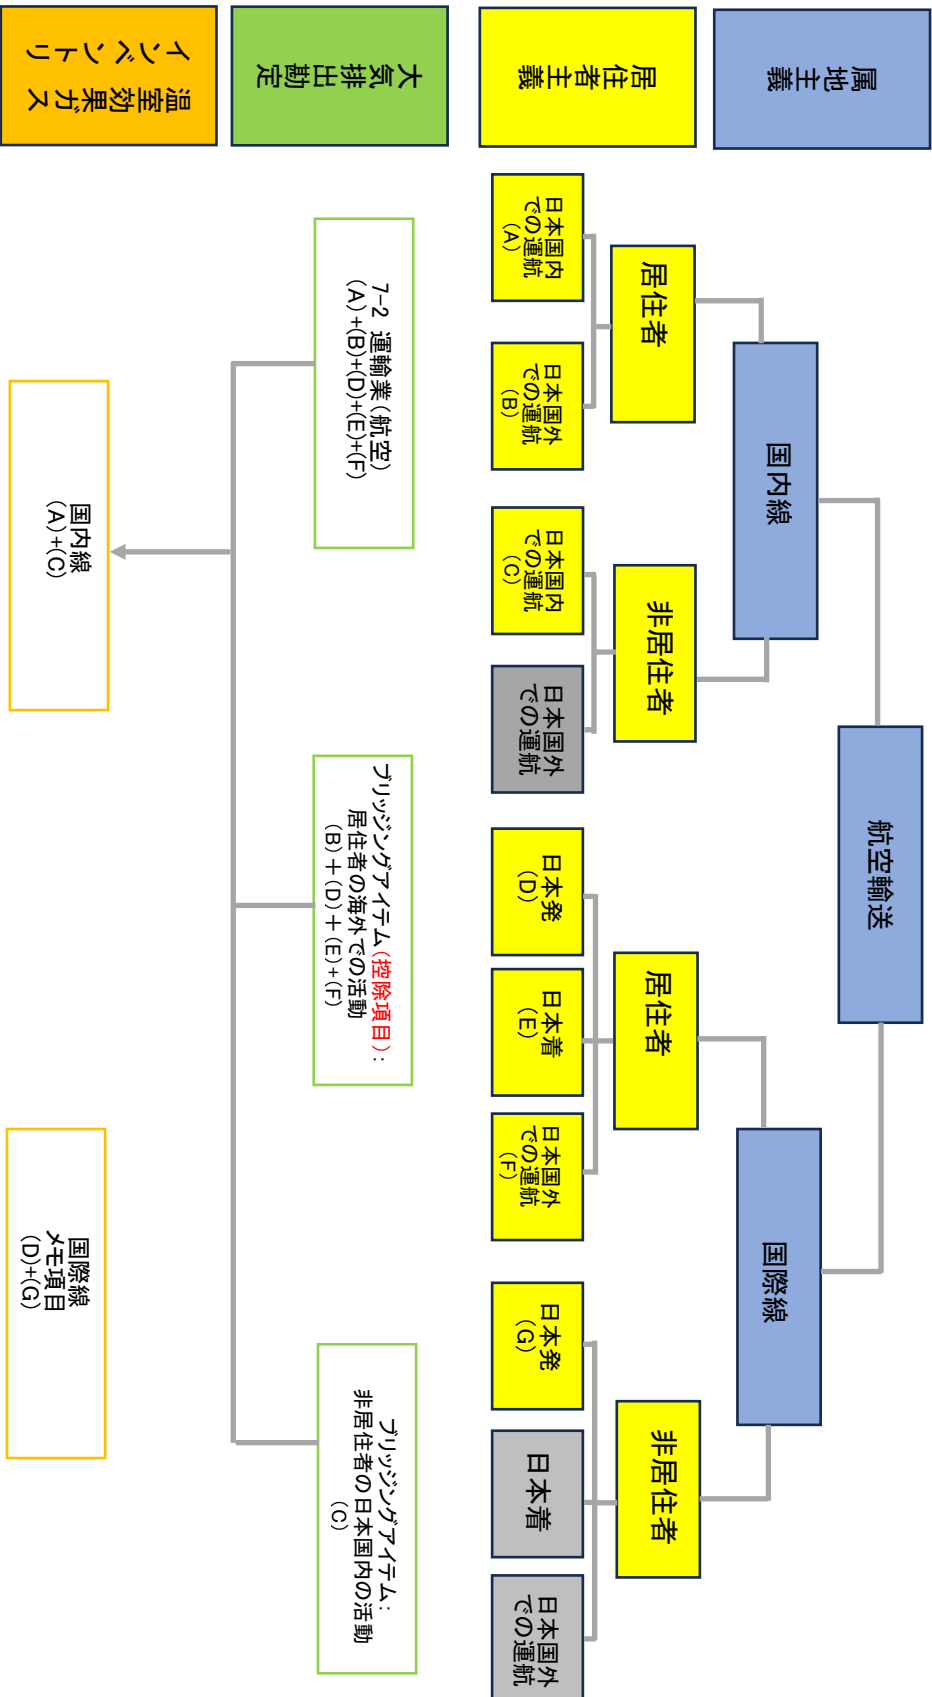 属地主義
航空輸送
国内線
国際線
居住者主義
居住者
非居住者
居住者
非居住者
日本国内
での運航
(A)
日本国外
での運航
(B)
日本国内
での運航
(C)
日本国外
での運航
日本発
(D)
日本着
(E)
日本国外
での運航
(F)
日本発
(G)
日本着
日本国外
での運航
大気排出勘定
7-2 運輸業(航空)
(A)+(B)+(D)+(E)+(F)
ブリッジングアイテム(控除項目):
居住者の海外での活動
(B)+(D)+(E)+(F)
ブリッジングアイテム:
非居住者の日本国内の活動
(C)
温室効果ガス
インベントリ
国内線
(A)+(C)
国際線
メモ項目
(D)+(G)